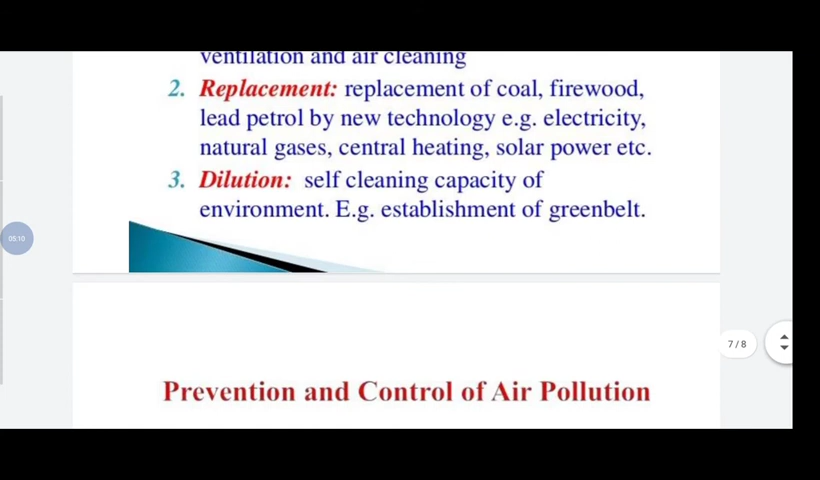 ventilation and air cleaning
2. Replacement: replacement of coal, firewood,
lead petrol by new technology e.g. electricity,
natural gases, central heating, solar power etc.
3. Dilution: self cleaning capacity of
environment. E.g. establishment of greenbelt.
05:10
7 / 8
Prevention and Control of Air Pollution